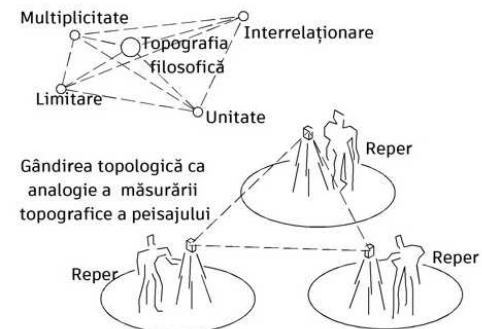 Multiplicitate
Interrelaționare
Topografia
filosofică
Limitare
Unitate
Gândirea topologică ca
analogie a măsurării
topografice a peisajului
Reper
Reper
Reper